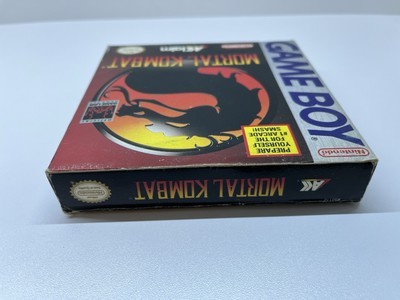 GAME BOY
Nintendo
AKlaim
MORTAL KOMBAT
PREPARE
YOURSELF
FOR THE
#1 ARCADE
SMASH!
MORTAL KOMBAT